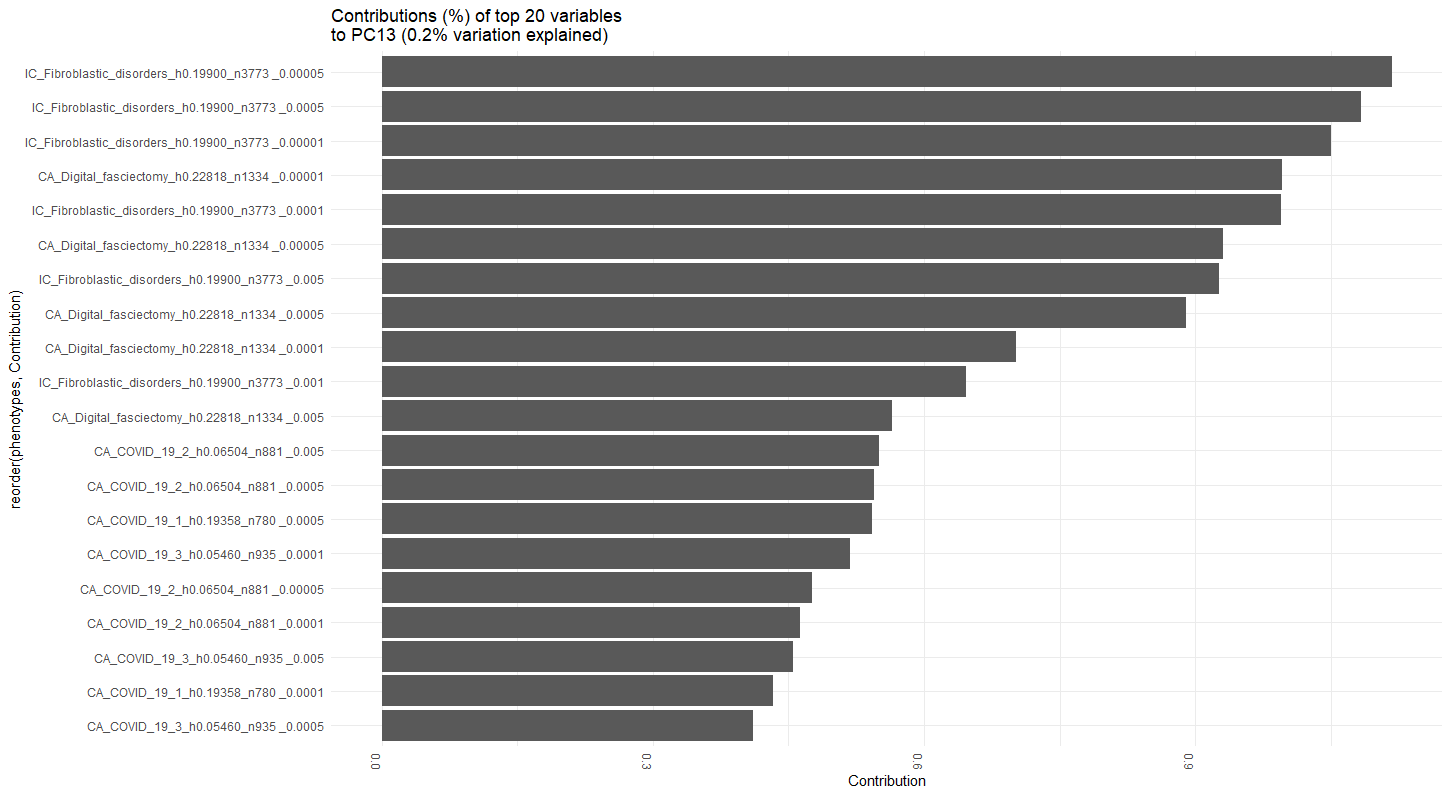 Contributions (%) of top 20 variables
to PC13 (0.2% variation explained)
reorder(phenotypes, Contribution)
IC_Fibroblastic_disorders_h0.19900_n3773 _0.00005
IC_Fibroblastic_disorders_h0.19900_n3773 _0.0005
IC_Fibroblastic_disorders_h0.19900_n3773 _0.00001
CA_Digital_fasciectomy_h0.22818_n1334 _0.00001
IC_Fibroblastic_disorders_h0.19900_n3773 _0.0001
CA_Digital_fasciectomy_h0.22818_n1334 _0.00005
IC_Fibroblastic_disorders_h0.19900_n3773 _0.005
CA_Digital_fasciectomy_h0.22818_n1334 _0.0005
CA_Digital_fasciectomy_h0.22818_n1334 _0.0001
IC_Fibroblastic_disorders_h0.19900_n3773 _0.001
CA_Digital_fasciectomy_h0.22818_n1334 _0.005
CA_COVID_19_2_h0.06504_n881 _0.005
CA_COVID_19_2_h0.06504_n881 _0.0005
CA_COVID_19_1_h0.19358_n780 _0.0005
CA_COVID_19_3_h0.05460_n935 _0.0001
CA_COVID_19_2_h0.06504_n881 _0.00005
CA_COVID_19_2_h0.06504_n881 _0.0001
CA_COVID_19_3_h0.05460_n935 _0.005
CA_COVID_19_1_h0.19358_n780 _0.0001
CA_COVID_19_3_h0.05460_n935 _0.0005
0.0
0.3
0.6
0.9
Contribution